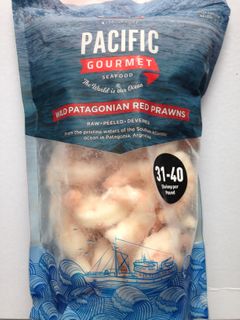 PACIFIC
GOURMET
SEAFOOD
The World is our Ocean
WILD PATAGONIAN RED PRAWNS
RAW • PEELED • DEVEINED
from the pristine waters of the Southern Atlantic
Ocean in Patagonia, Argentina
31-40
Shrimp per
Pound